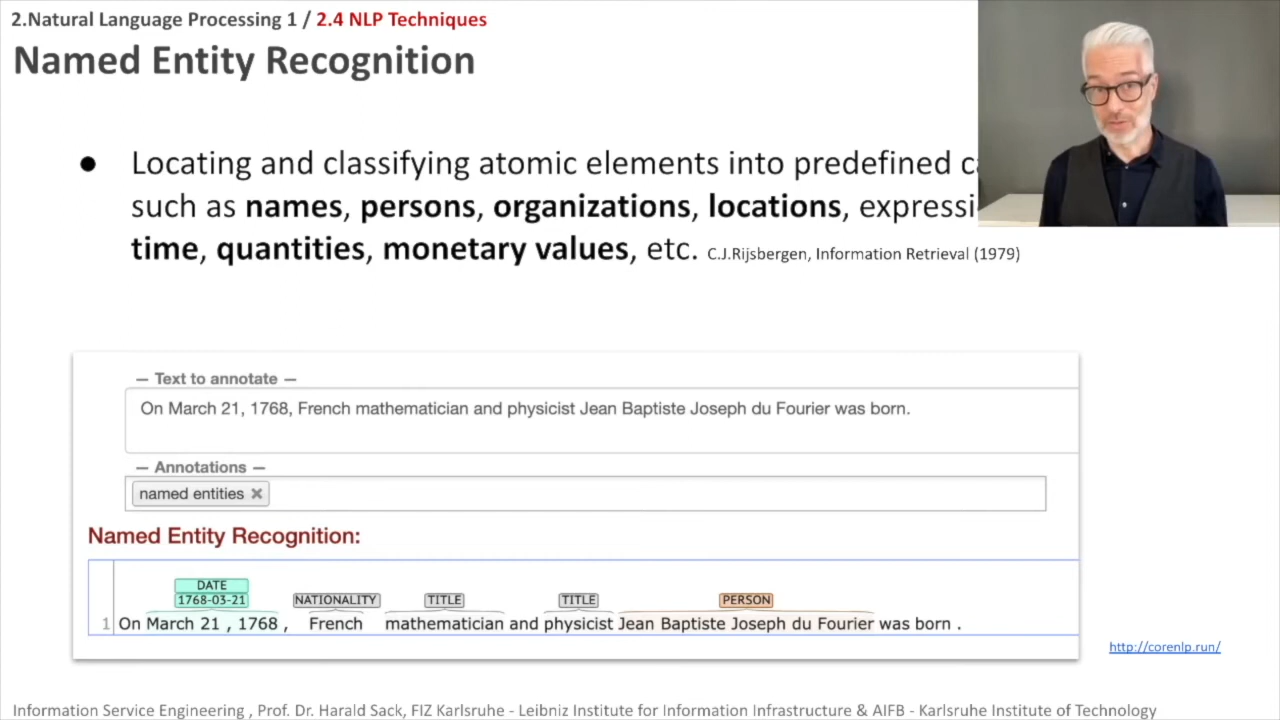 2.Natural Language Processing 1 / 2.4 NLP Techniques
Named Entity Recognition
● Locating and classifying atomic elements into predefined
such as names, persons, organizations, locations,
time, quantities, monetary values, etc. C.J.Rijsbergen, Information Retrieval (1979)
— Text to annotate —
On March 21, 1768, French mathematician and physicist Jean Baptiste Joseph du Fourier was born.
— Annotations —
named entities ×
Named Entity Recognition:
DATE
1768-03-21 NATIONALITY TITLE TITLE PERSON
1 On March 21 , 1768 , French mathematician and physicist Jean Baptiste Joseph du Fourier was born .
http://corenlp.run/
Information Service Engineering , Prof. Dr. Harald Sack, FIZ Karlsruhe - Leibniz Institute for Information Infrastructure & AIFB - Karlsruhe Institute of Technology